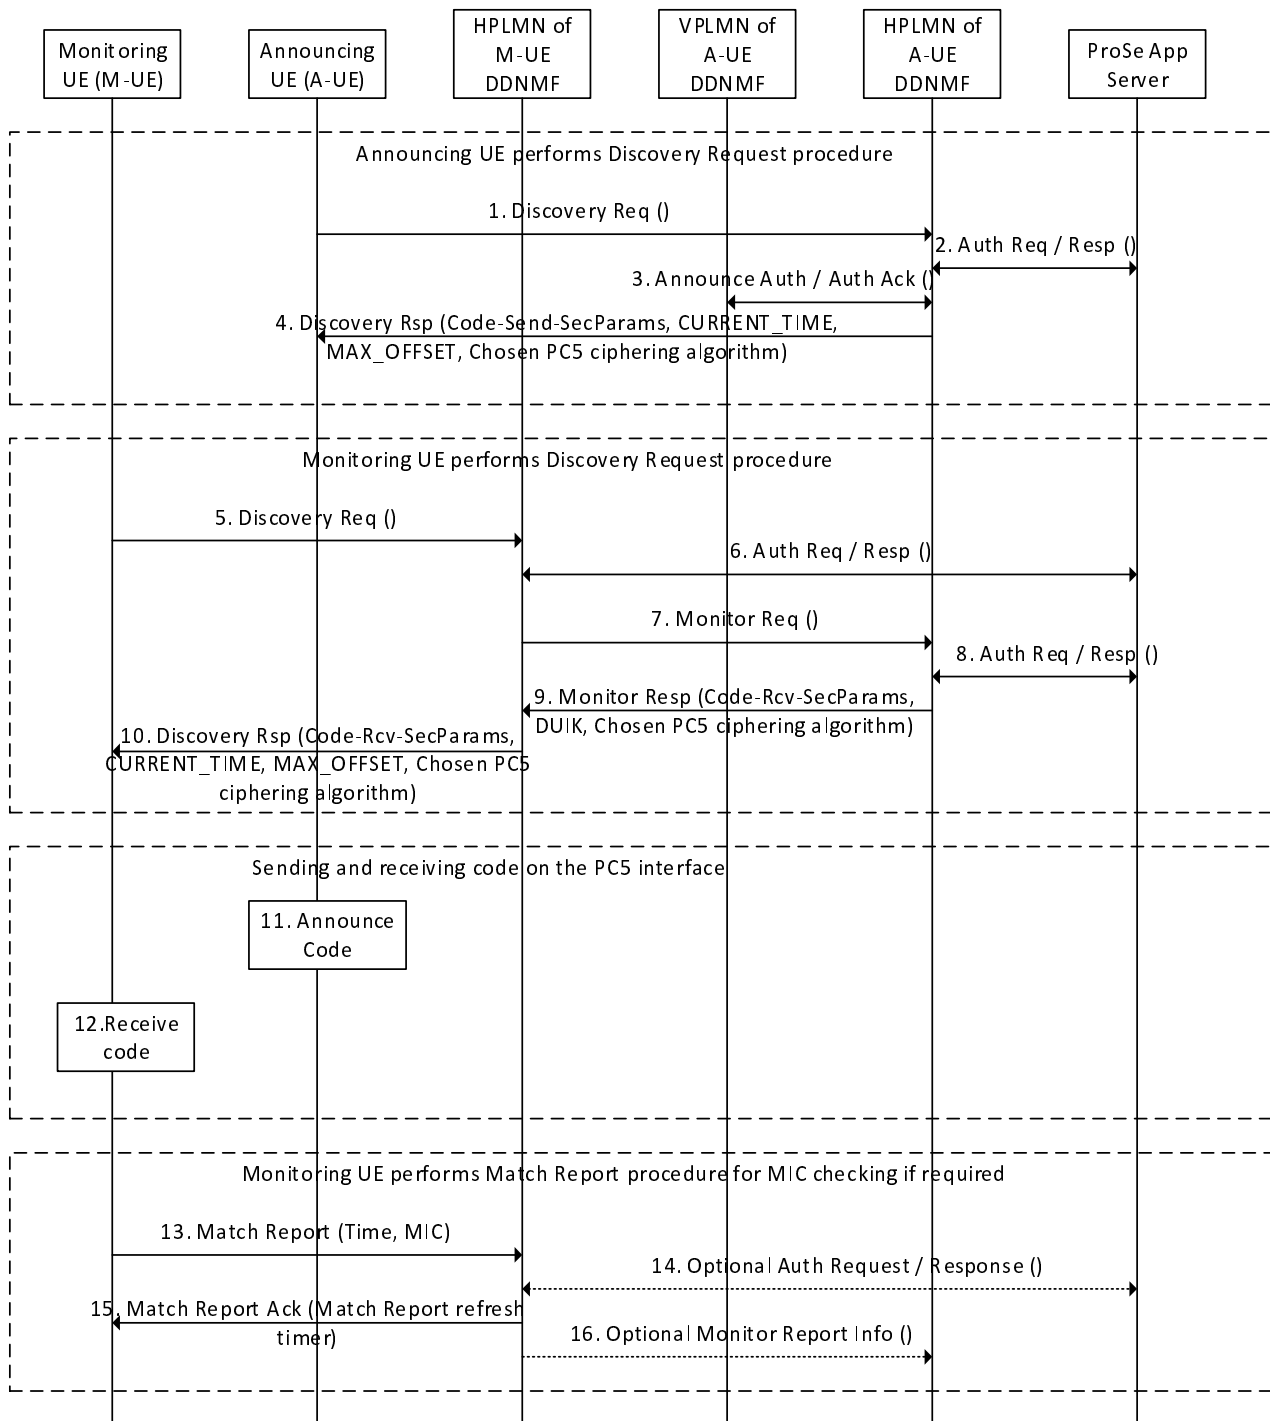 Monitoring
UE (M-UE)
Announcing
UE (A-UE)
HPLMN of
M-UE
DDNMF
VPLMN of
A-UE
DDNMF
HPLMN of
A-UE
DDNMF
ProSe App
Server
Announcing UE performs Discovery Request procedure
1. Discovery Req ()
2. Auth Req / Resp ()
3. Announce Auth / Auth Ack ()
4. Discovery Rsp (Code-Send-SecParams, CURRENT_TIME,
MAX_OFFSET, Chosen PC5 ciphering algorithm)
Monitoring UE performs Discovery Request procedure
5. Discovery Req ()
6. Auth Req / Resp ()
7. Monitor Req ()
8. Auth Req / Resp ()
9. Monitor Resp (Code-Rcv-SecParams,
DUIK, Chosen PC5 ciphering algorithm)
10. Discovery Rsp (Code-Rcv-SecParams,
CURRENT_TIME, MAX_OFFSET, Chosen PC5
ciphering algorithm)
Sending and receiving code on the PC5 interface
11. Announce
Code
12.Receive
code
Monitoring UE performs Match Report procedure for MIC checking if required
13. Match Report (Time, MIC)
14. Optional Auth Request / Response ()
15. Match Report Ack (Match Report refresh
timer)
16. Optional Monitor Report Info ()